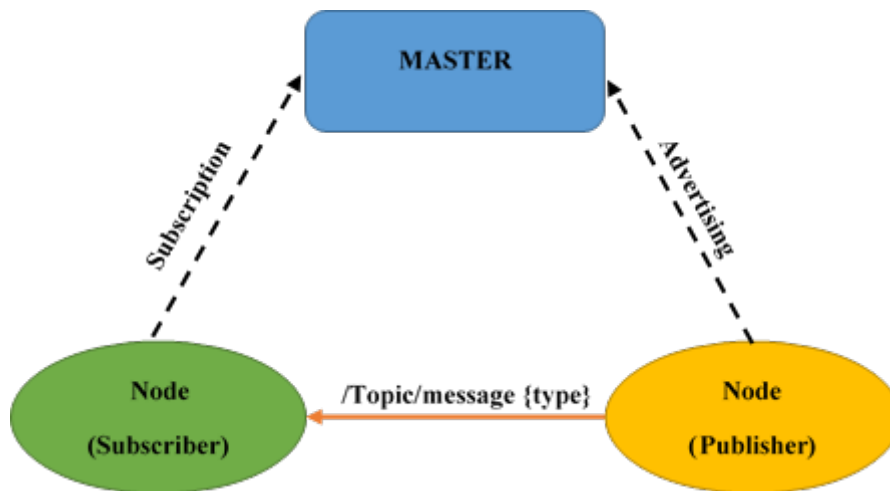 MASTER
Subscription
Advertising
Node
(Subscriber)
/Topic/message {type}
Node
(Publisher)